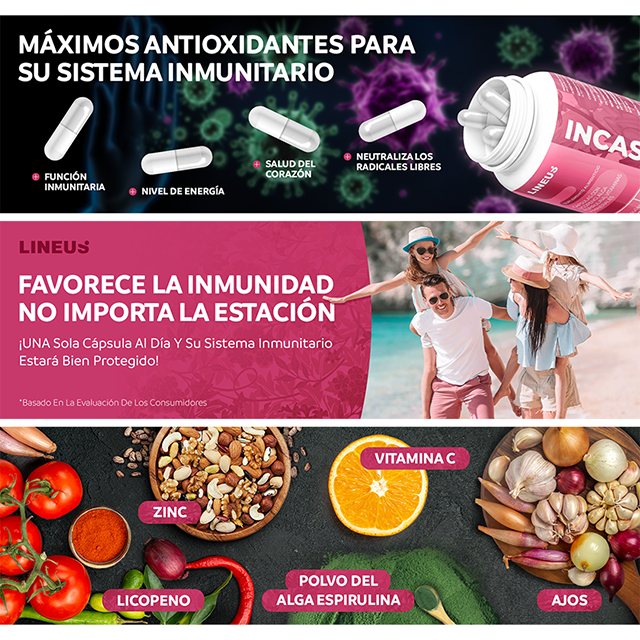 MÁXIMOS ANTIOXIDANTES PARA
SU SISTEMA INMUNITARIO
FUNCIÓN
INMUNITARIA
NIVEL DE ENERGÍA
SALUD DEL
CORAZÓN
NEUTRALIZA LOS
RADICALES LIBRES
INCAS
LINEUS
LINEUS
FAVORECE LA INMUNIDAD
NO IMPORTA LA ESTACIÓN
¡UNA Sola Cápsula Al Día Y Su Sistema Inmunitario
Estará Bien Protegido!
*Basado En La Evaluación De Los Consumidores
VITAMINA C
ZINC
LICOPENO
POLVO DEL
ALGA ESPIRULINA
AJOS